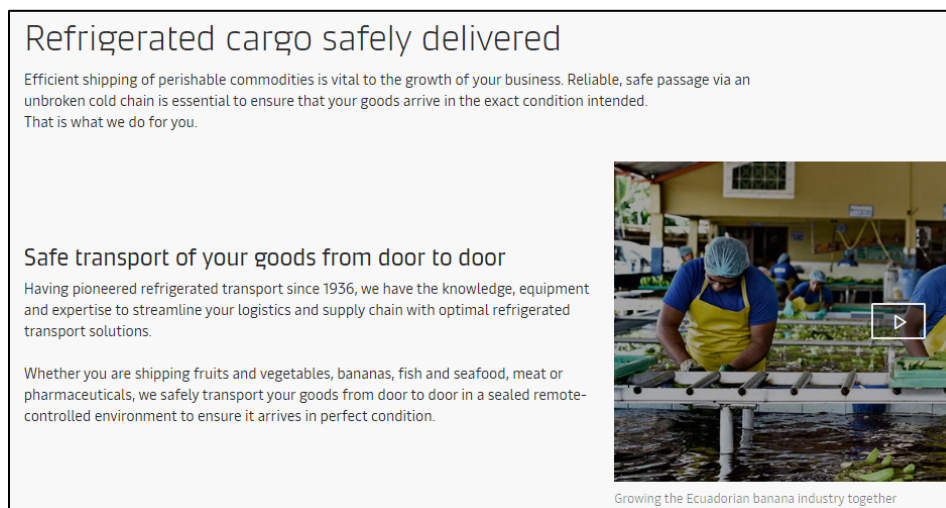 Refrigerated cargo safely delivered
Efficient shipping of perishable commodities is vital to the growth of your business. Reliable, safe passage via an
unbroken cold chain is essential to ensure that your goods arrive in the exact condition intended.
That is what we do for you.
Safe transport of your goods from door to door
Having pioneered refrigerated transport since 1936, we have the knowledge, equipment
and expertise to streamline your logistics and supply chain with optimal refrigerated
transport solutions.
Whether you are shipping fruits and vegetables, bananas, fish and seafood, meat or
pharmaceuticals, we safely transport your goods from door to door in a sealed remote-
controlled environment to ensure it arrives in perfect condition.
Growing the Ecuadorian banana industry together